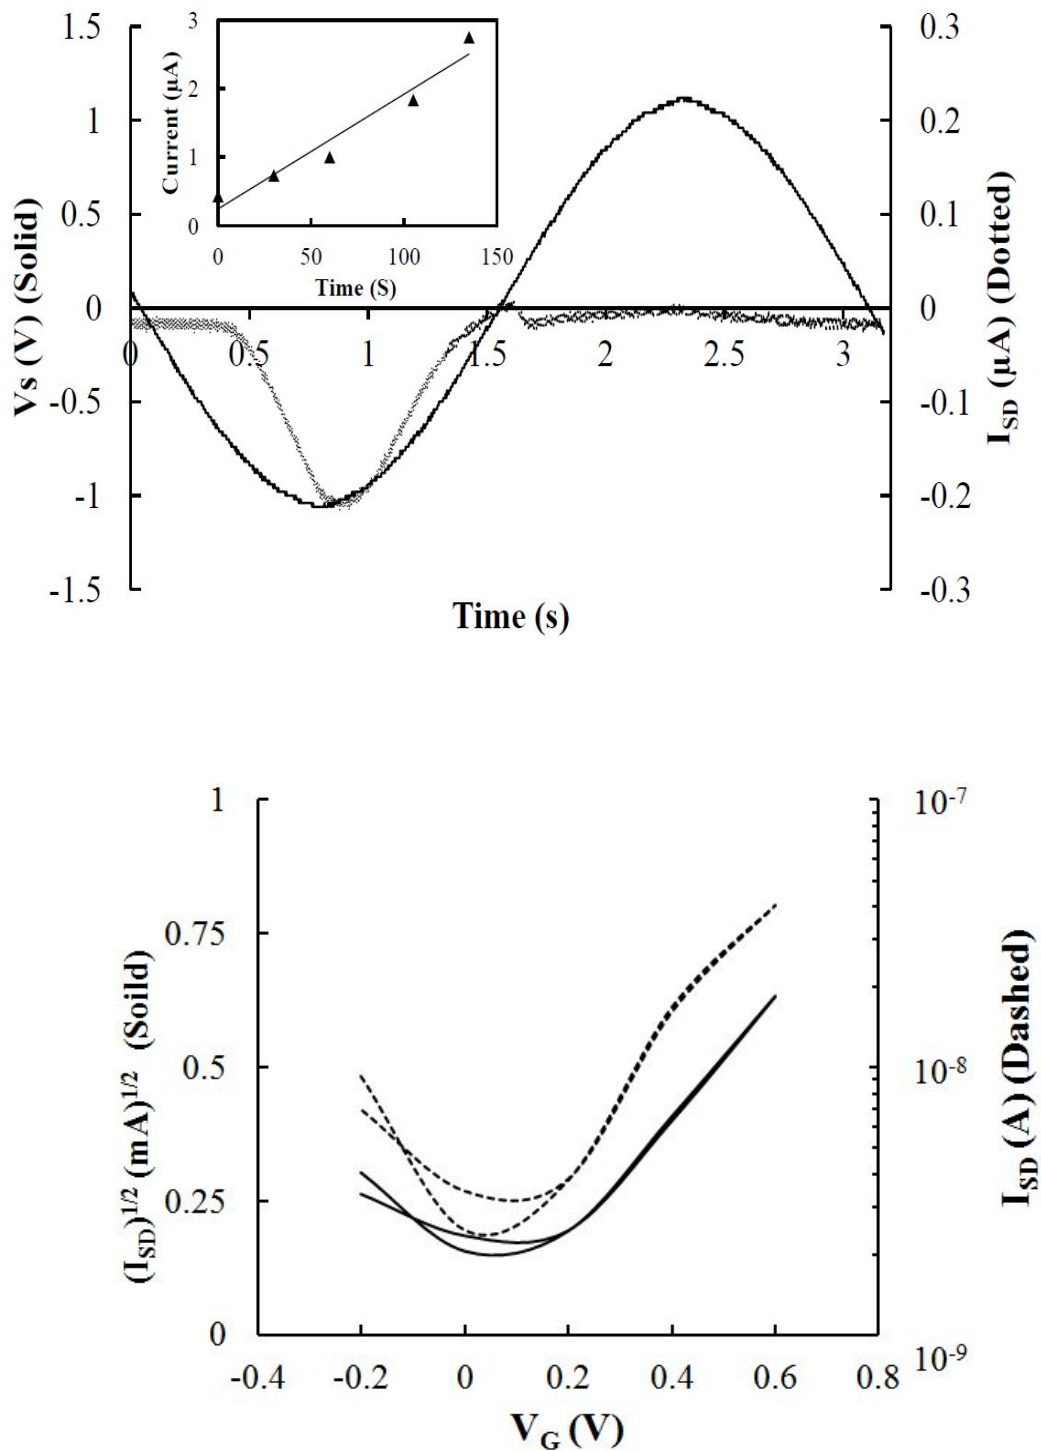 1.5
1
0.5
0
-0.5
-1
-1.5
Vs (V) (Solid)
3
2
1
0
Current (µA)
0 50 100 150
Time (S)
0.3
0.2
0.1
0
-0.1
-0.2
-0.3
I_SD (µA) (Dotted)
0 0.5 1 1.5 2 2.5 3
Time (s)
1
0.75
0.5
0.25
0
(I_SD)^1/2 (mA)^1/2 (Soild)
10^-7
10^-8
10^-9
I_SD (A) (Dashed)
-0.4 -0.2 0 0.2 0.4 0.6 0.8
V_G (V)